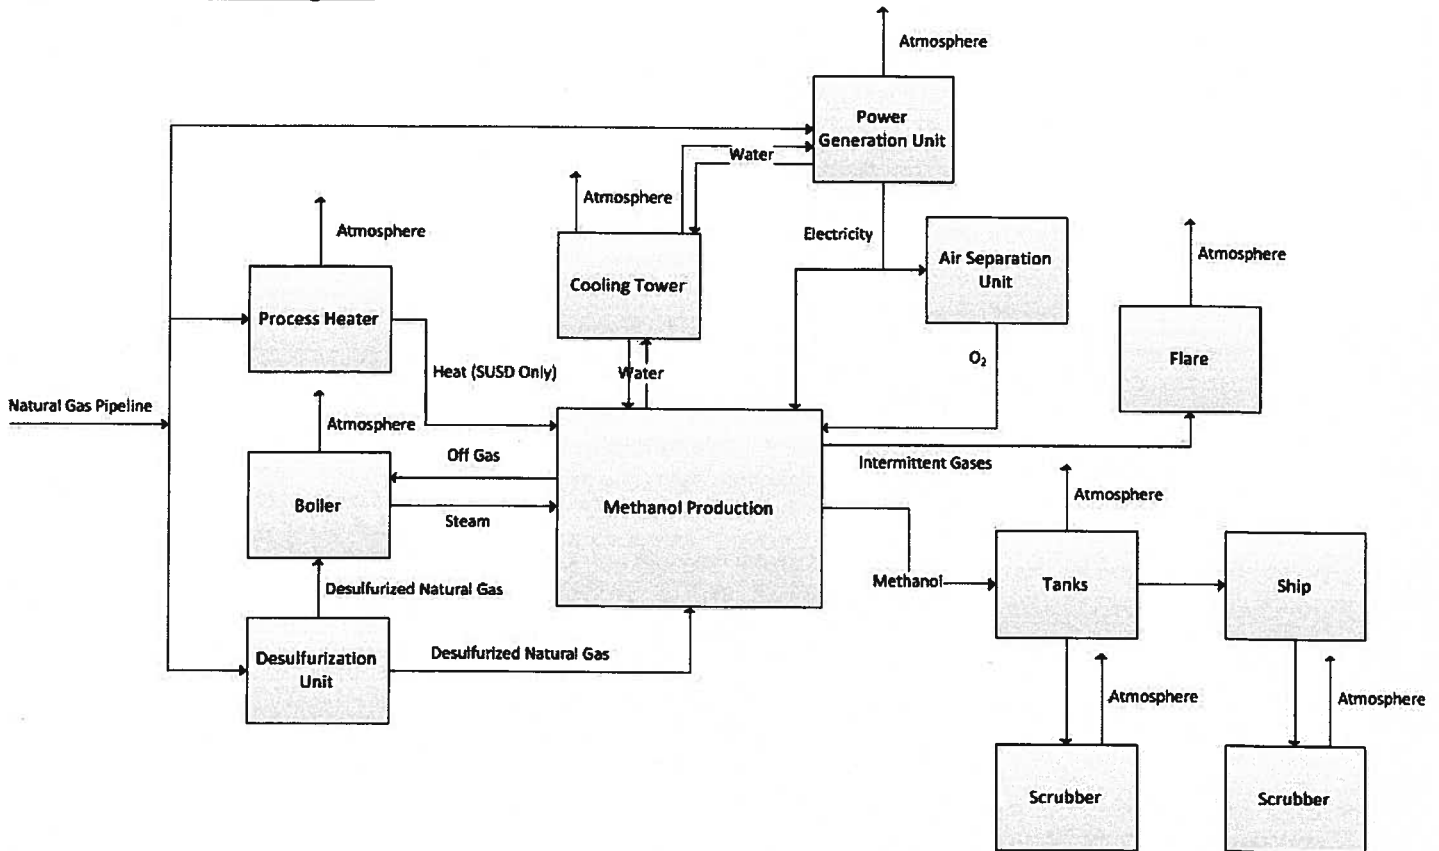 Atmosphere
Power
Generation Unit
Water
Atmosphere
Atmosphere
Electricity
Air Separation
Unit
Atmosphere
Cooling Tower
Process Heater
Flare
O₂
Heat (SUSD Only)
Water
Natural Gas Pipeline
Atmosphere
Off Gas
Intermittent Gases
Boiler
Steam
Methanol Production
Atmosphere
Methanol
Tanks
Ship
Desulfurized Natural Gas
Desulfurization
Unit
Desulfurized Natural Gas
Atmosphere
Atmosphere
Scrubber
Scrubber